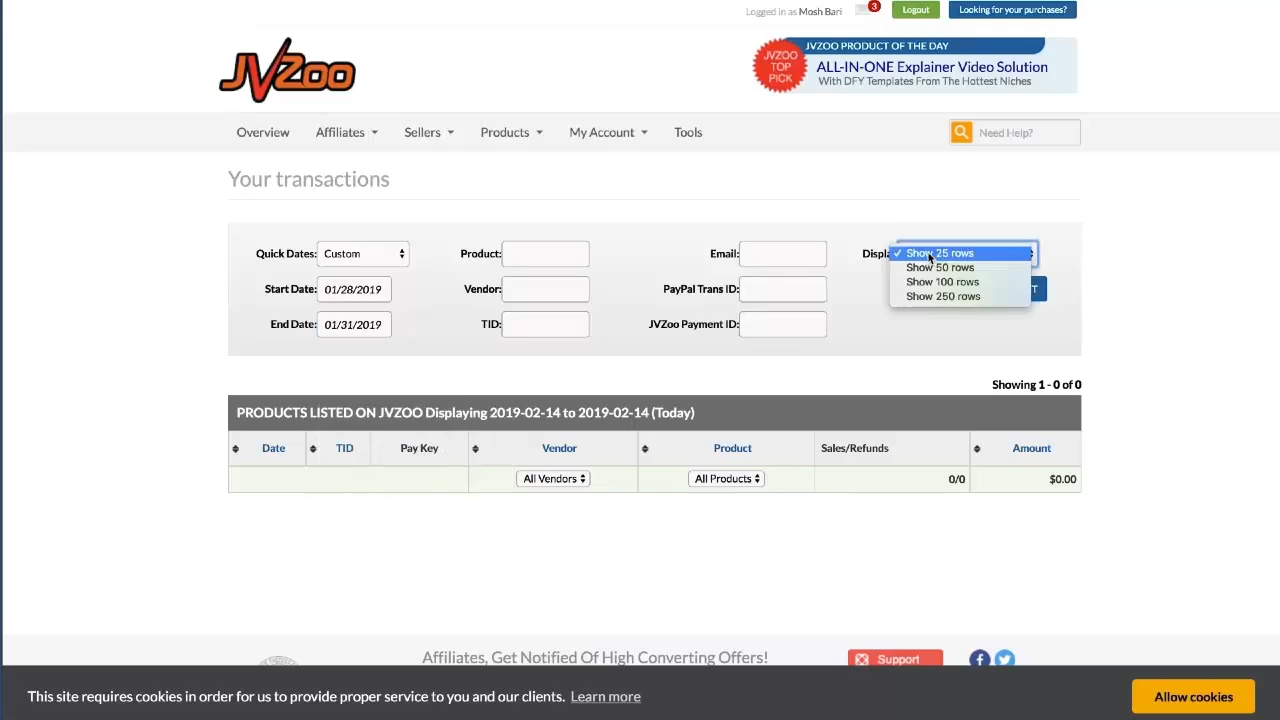 Logged in as Mosh Bari 3 Logout Looking for your purchases?
JVZoo
JVZOO TOP PICK
JVZOO PRODUCT OF THE DAY
ALL-IN-ONE Explainer Video Solution
With DFY Templates From The Hottest Niches
Overview Affiliates Sellers Products My Account Tools Need Help?
Your transactions
Quick Dates: Custom Product: Email: Displa ✓ Show 25 rows
Show 50 rows
Start Date: 01/28/2019 Vendor: PayPal Trans ID: Show 100 rows T
Show 250 rows
End Date: 01/31/2019 TID: JVZoo Payment ID:
Showing 1 - 0 of 0
PRODUCTS LISTED ON JVZOO Displaying 2019-02-14 to 2019-02-14 (Today)
Date TID Pay Key Vendor Product Sales/Refunds Amount
All Vendors All Products 0/0 $0.00
Affiliates, Get Notified Of High Converting Offers! Support
This site requires cookies in order for us to provide proper service to you and our clients. Learn more Allow cookies